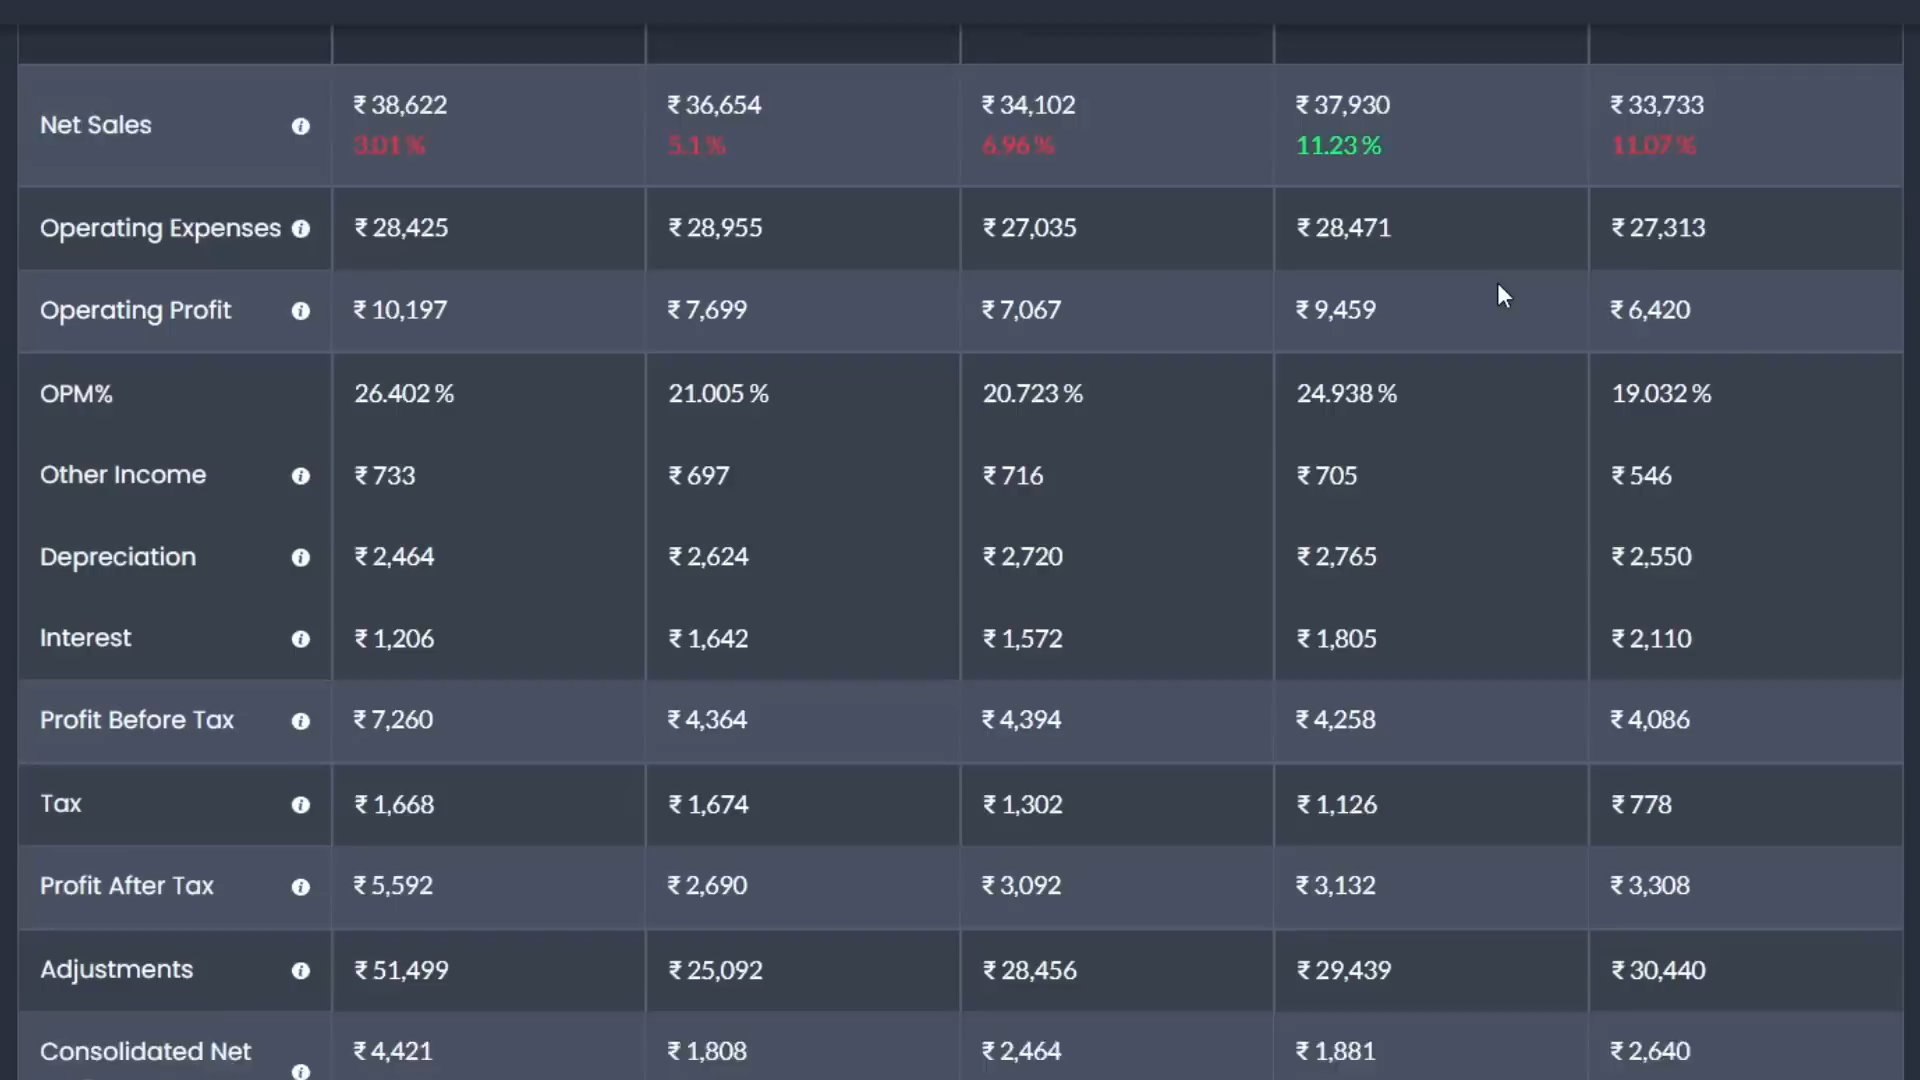 Net Sales ₹ 38,622 ₹ 36,654 ₹ 34,102 ₹ 37,930 ₹ 33,733
3.01 % 5.1 % 6.96 % 11.23 % 11.07 %
Operating Expenses ₹ 28,425 ₹ 28,955 ₹ 27,035 ₹ 28,471 ₹ 27,313
Operating Profit ₹ 10,197 ₹ 7,699 ₹ 7,067 ₹ 9,459 ₹ 6,420
OPM% 26.402 % 21.005 % 20.723 % 24.938 % 19.032 %
Other Income ₹ 733 ₹ 697 ₹ 716 ₹ 705 ₹ 546
Depreciation ₹ 2,464 ₹ 2,624 ₹ 2,720 ₹ 2,765 ₹ 2,550
Interest ₹ 1,206 ₹ 1,642 ₹ 1,572 ₹ 1,805 ₹ 2,110
Profit Before Tax ₹ 7,260 ₹ 4,364 ₹ 4,394 ₹ 4,258 ₹ 4,086
Tax ₹ 1,668 ₹ 1,674 ₹ 1,302 ₹ 1,126 ₹ 778
Profit After Tax ₹ 5,592 ₹ 2,690 ₹ 3,092 ₹ 3,132 ₹ 3,308
Adjustments ₹ 51,499 ₹ 25,092 ₹ 28,456 ₹ 29,439 ₹ 30,440
Consolidated Net ₹ 4,421 ₹ 1,808 ₹ 2,464 ₹ 1,881 ₹ 2,640